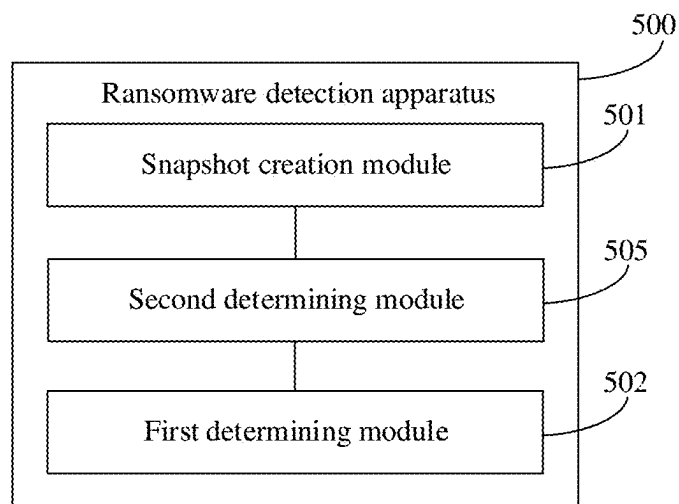 500
Ransomware detection apparatus
501
Snapshot creation module
505
Second determining module
502
First determining module